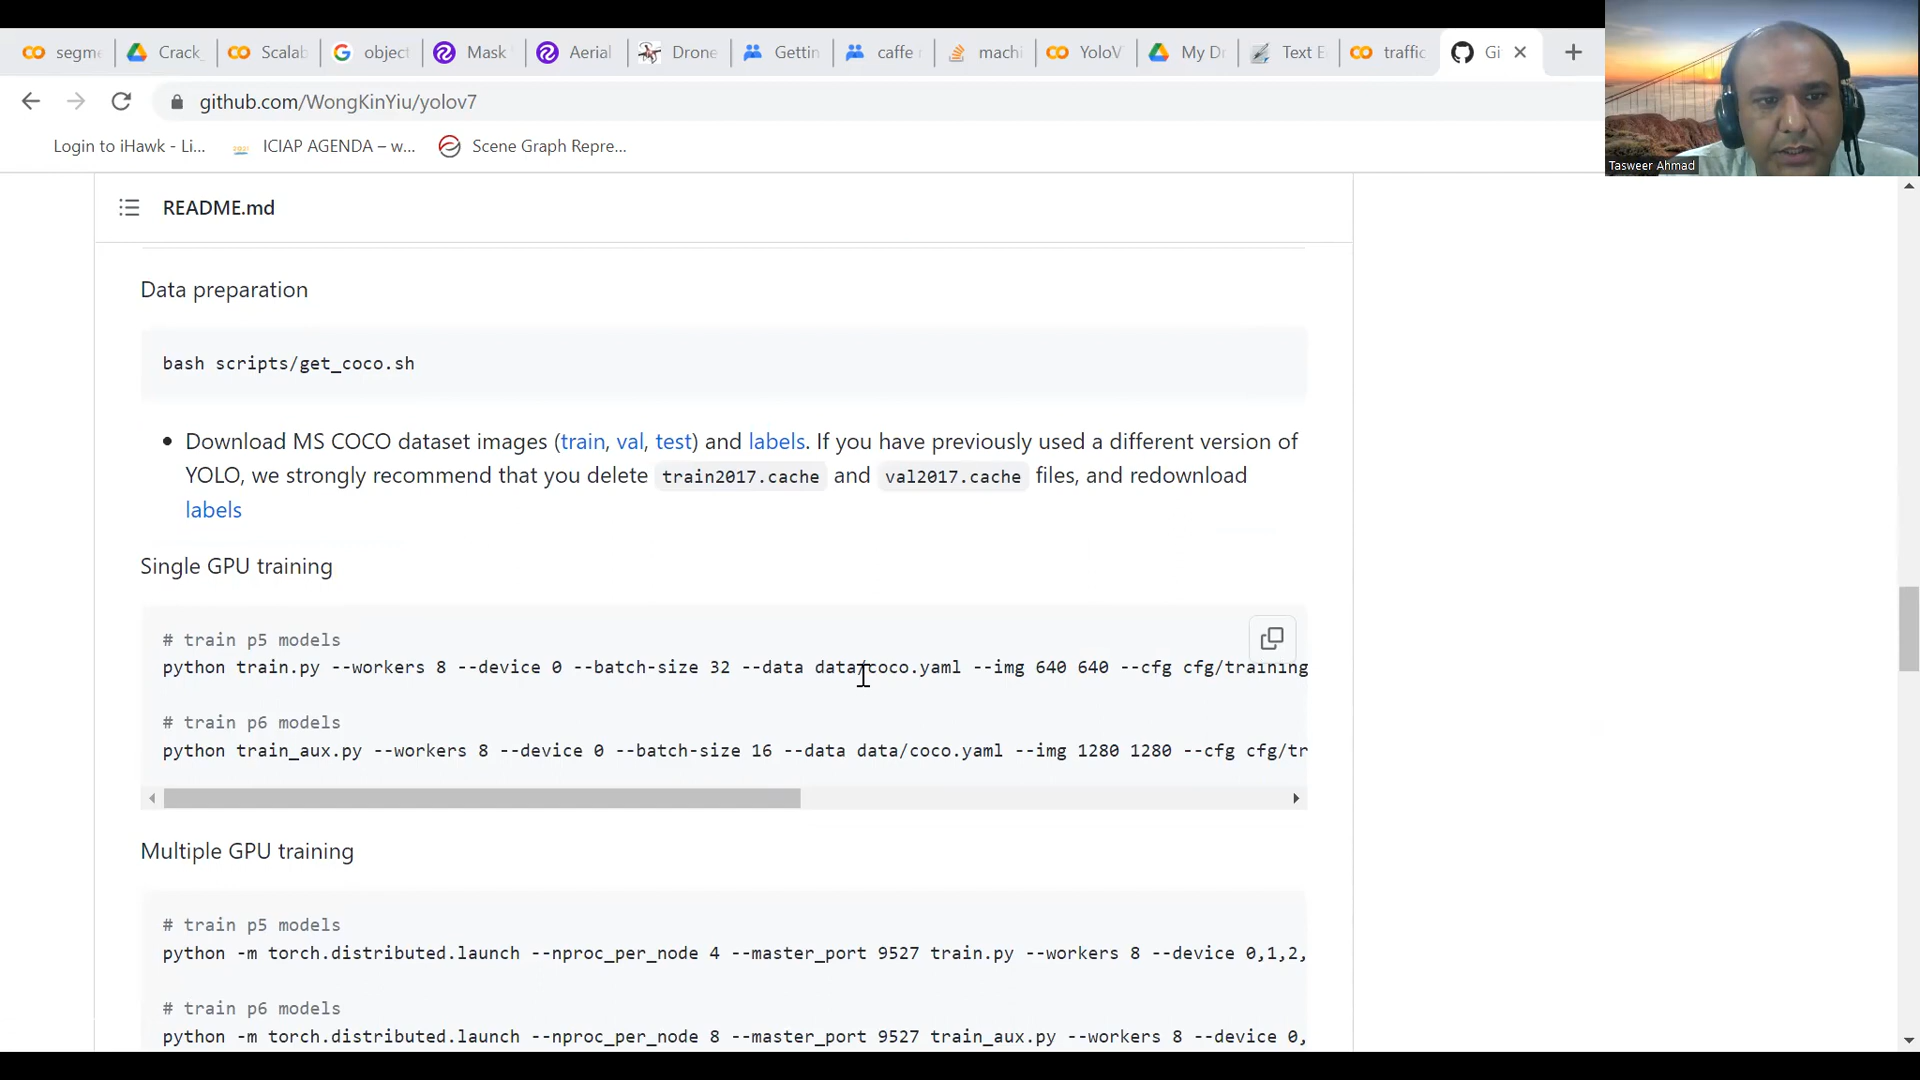 segme
Crack_
Scalab
object
Mask
Aerial
Drone
Gettin
caffe
machi
YoloV
My Dr
Text E
traffic
Gi
github.com/WongKinYiu/yolov7
Login to iHawk - Li...
ICIAP AGENDA – w...
Scene Graph Repre...
Tasweer Ahmad
README.md
Data preparation
bash scripts/get_coco.sh
Download MS COCO dataset images (train, val, test) and labels. If you have previously used a different version of
YOLO, we strongly recommend that you delete train2017.cache and val2017.cache files, and redownload
labels
Single GPU training
# train p5 models
python train.py --workers 8 --device 0 --batch-size 32 --data data/coco.yaml --img 640 640 --cfg cfg/training
# train p6 models
python train_aux.py --workers 8 --device 0 --batch-size 16 --data data/coco.yaml --img 1280 1280 --cfg cfg/tr
Multiple GPU training
# train p5 models
python -m torch.distributed.launch --nproc_per_node 4 --master_port 9527 train.py --workers 8 --device 0,1,2,
# train p6 models
python -m torch.distributed.launch --nproc_per_node 8 --master_port 9527 train_aux.py --workers 8 --device 0,